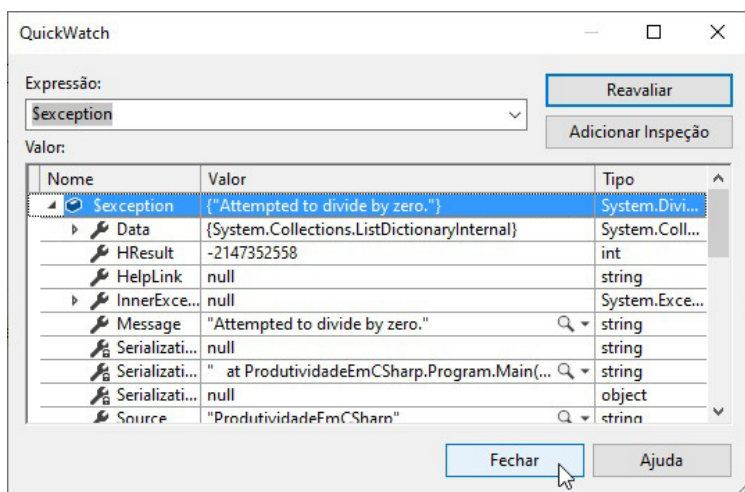 QuickWatch
Expressão:
$exception
Reavaliar
Adicionar Inspeção
Valor:
Nome Valor Tipo
$exception {"Attempted to divide by zero."} System.Divi...
Data {System.Collections.ListDictionaryInternal} System.Coll...
HResult -2147352558 int
HelpLink null string
InnerExce... null System.Exce...
Message "Attempted to divide by zero." string
Serializati... null string
Serializati... " at ProdutividadeEmCSharp.Program.Main(... string
Serializati... null object
Source "ProdutividadeEmCSharp" string
Fechar Ajuda